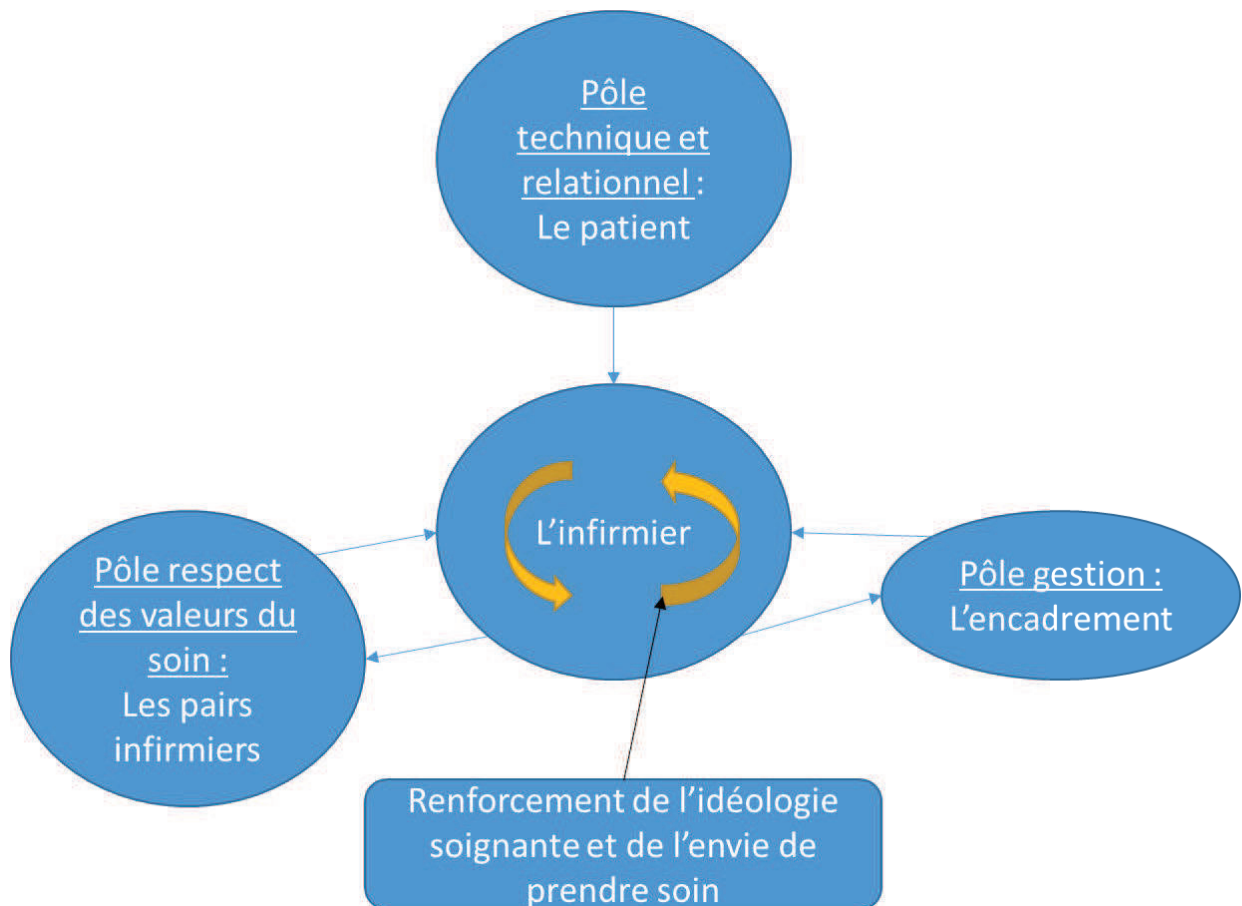 Pôle
technique et
relationnel :
Le patient
L’infirmier
Pôle respect
des valeurs du
soin :
Les pairs
infirmiers
Pôle gestion :
L’encadrement
Renforcement de l’idéologie
soignante et de l’envie de
prendre soin